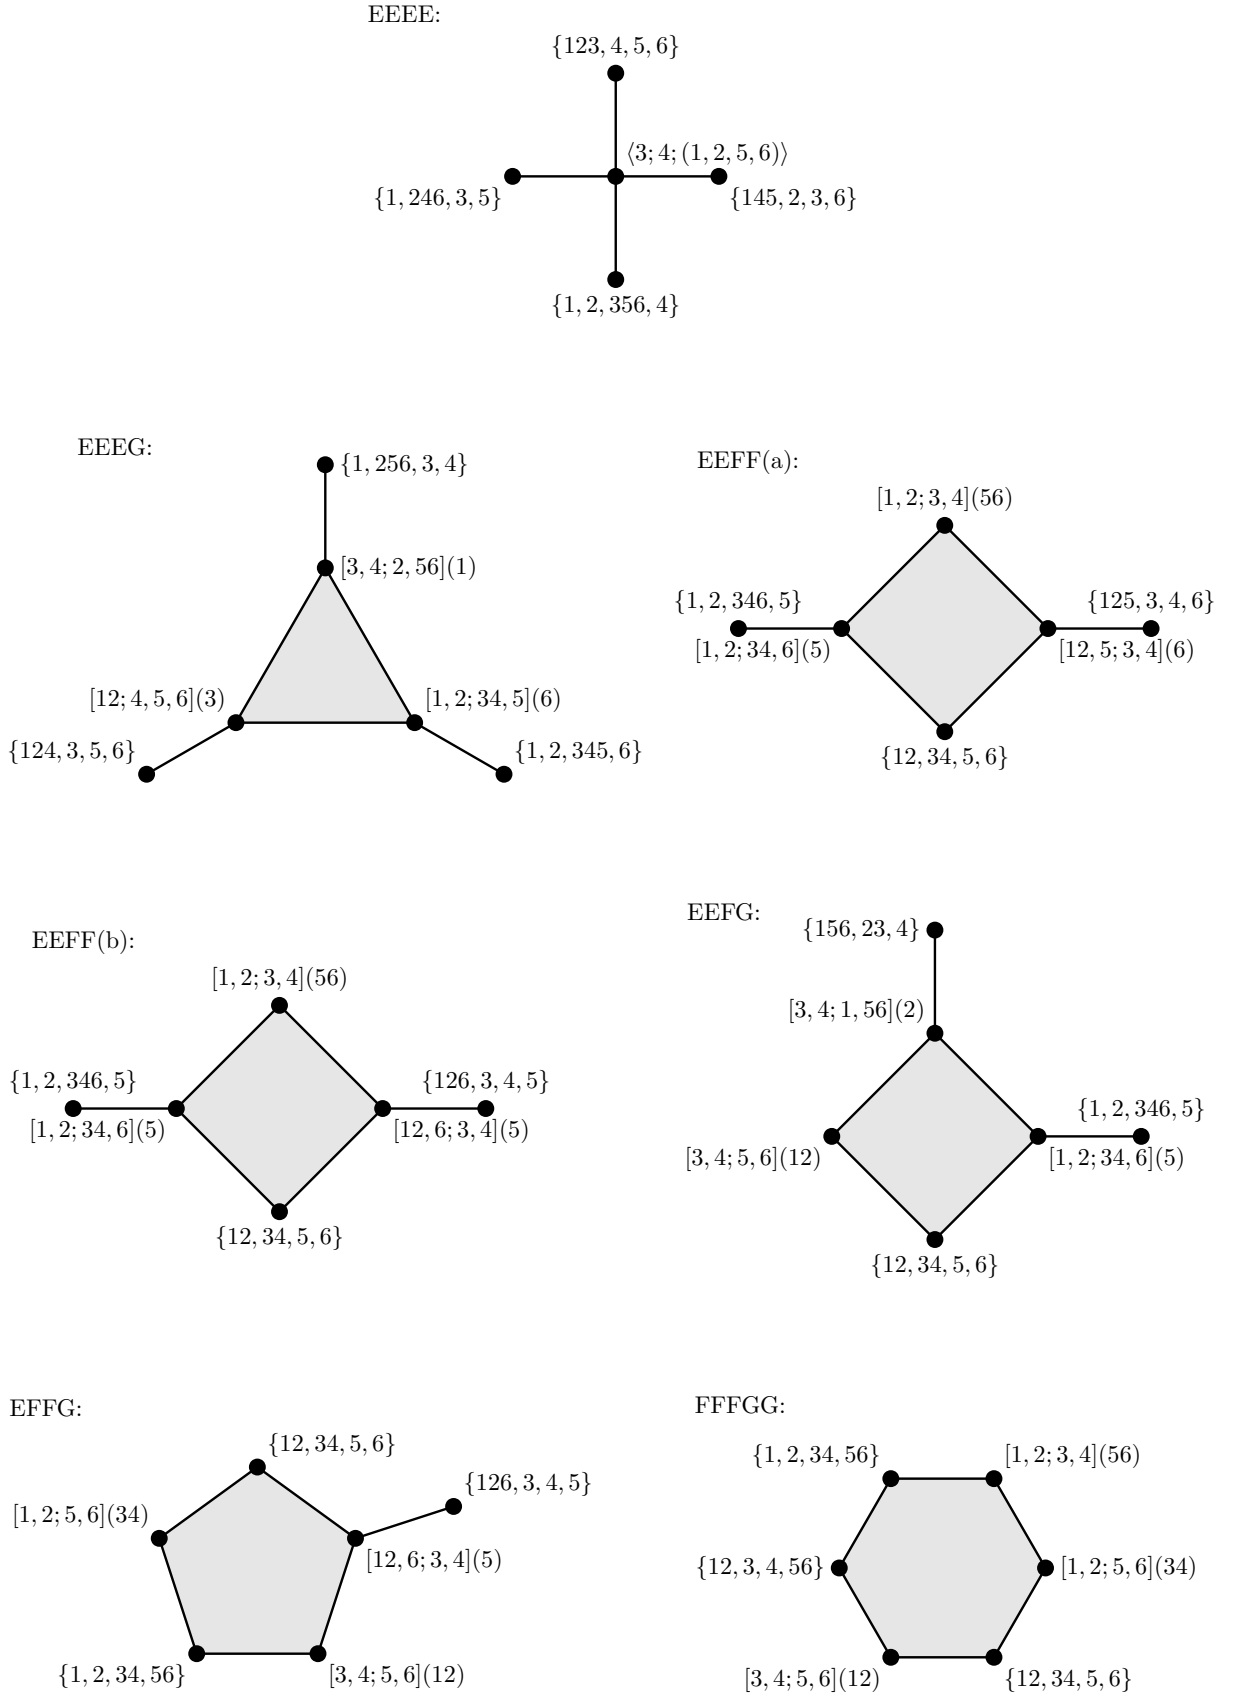 EEEE:
{123, 4, 5, 6}
⟨3; 4; (1, 2, 5, 6)⟩
{1, 246, 3, 5}
{145, 2, 3, 6}
{1, 2, 356, 4}
EEEG:
{1, 256, 3, 4}
[3, 4; 2, 56](1)
[12; 4, 5, 6](3)
[1, 2; 34, 5](6)
{124, 3, 5, 6}
{1, 2, 345, 6}
EEFF(a):
[1, 2; 3, 4](56)
{1, 2, 346, 5}
{125, 3, 4, 6}
[1, 2; 34, 6](5)
[12, 5; 3, 4](6)
{12, 34, 5, 6}
EEFF(b):
[1, 2; 3, 4](56)
{1, 2, 346, 5}
{126, 3, 4, 5}
[1, 2; 34, 6](5)
[12, 6; 3, 4](5)
{12, 34, 5, 6}
EEFG:
{156, 23, 4}
[3, 4; 1, 56](2)
{1, 2, 346, 5}
[3, 4; 5, 6](12)
[1, 2; 34, 6](5)
{12, 34, 5, 6}
EFFG:
{12, 34, 5, 6}
{126, 3, 4, 5}
[1, 2; 5, 6](34)
[12, 6; 3, 4](5)
{1, 2, 34, 56}
[3, 4; 5, 6](12)
FFFGG:
{1, 2, 34, 56}
[1, 2; 3, 4](56)
{12, 3, 4, 56}
[1, 2; 5, 6](34)
[3, 4; 5, 6](12)
{12, 34, 5, 6}